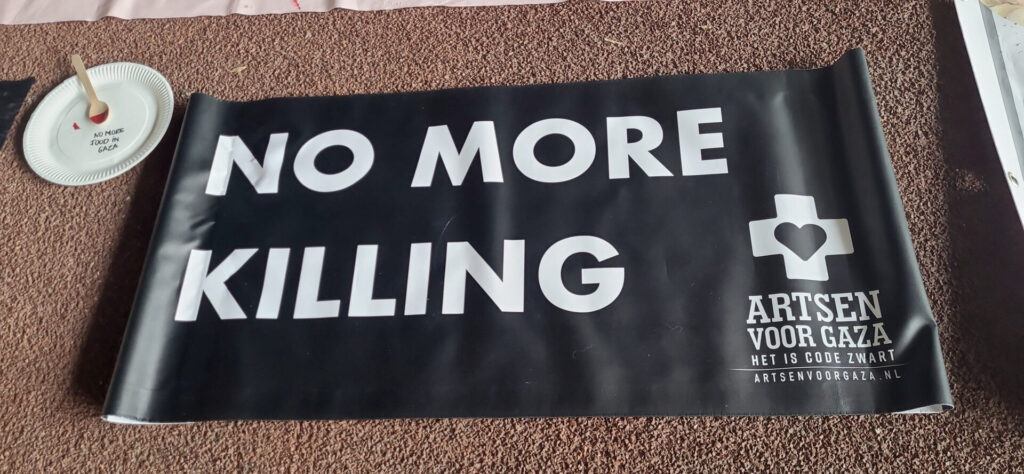 NO MORE
FOOD IN
GAZA
NO MORE
KILLING
ARTSEN
VOOR GAZA
HET IS CODE ZWART
ARTSENVOORGAZA.NL